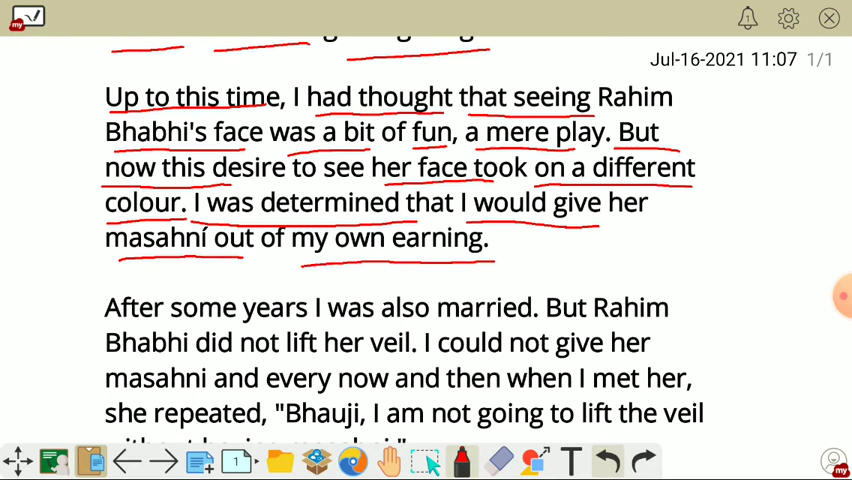 Jul-16-2021 11:07 1/1
Up to this time, I had thought that seeing Rahim
Bhabhi's face was a bit of fun, a mere play. But
now this desire to see her face took on a different
colour. I was determined that I would give her
masahní out of my own earning.
After some years I was also married. But Rahim
Bhabhi did not lift her veil. I could not give her
masahni and every now and then when I met her,
she repeated, "Bhauji, I am not going to lift the veil
my
1
1
T
my